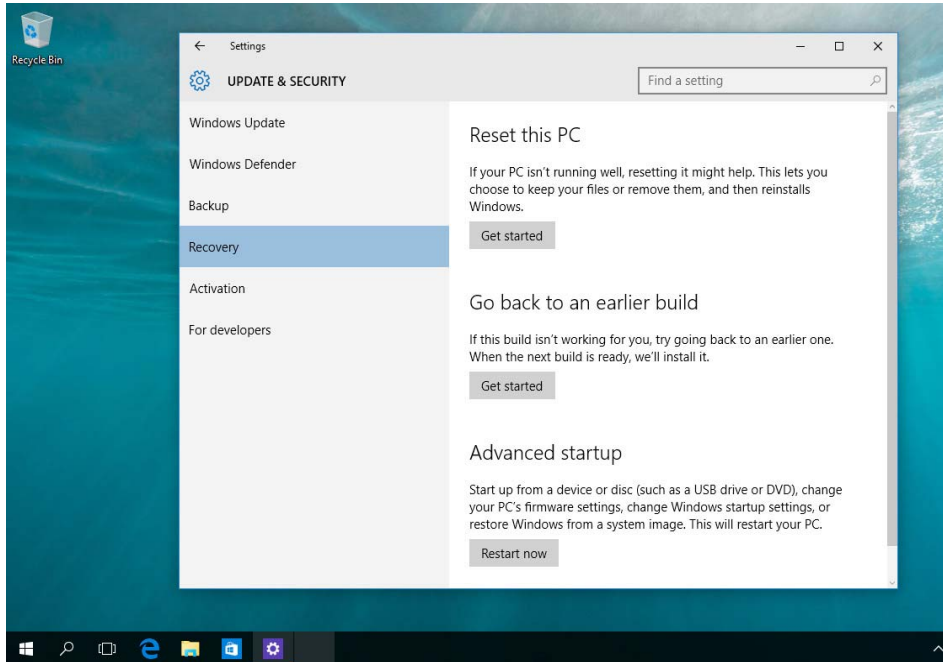 Recycle Bin
Settings
UPDATE & SECURITY
Find a setting
Windows Update
Windows Defender
Backup
Recovery
Activation
For developers
Reset this PC
If your PC isn't running well, resetting it might help. This lets you
choose to keep your files or remove them, and then reinstalls
Windows.
Get started
Go back to an earlier build
If this build isn't working for you, try going back to an earlier one.
When the next build is ready, we'll install it.
Get started
Advanced startup
Start up from a device or disc (such as a USB drive or DVD), change
your PC's firmware settings, change Windows startup settings, or
restore Windows from a system image. This will restart your PC.
Restart now